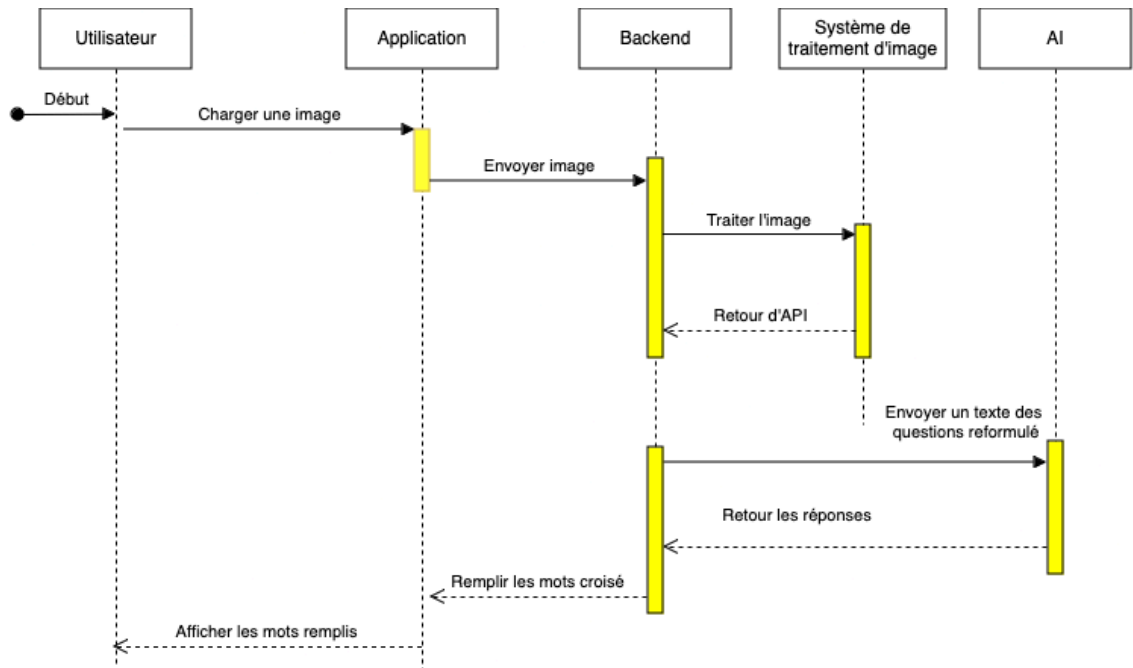 Utilisateur
Application
Backend
Système de
traitement d'image
AI
Début
Charger une image
Envoyer image
Traiter l'image
Retour d'API
Envoyer un texte des
questions reformulé
Retour les réponses
Remplir les mots croisé
Afficher les mots remplis